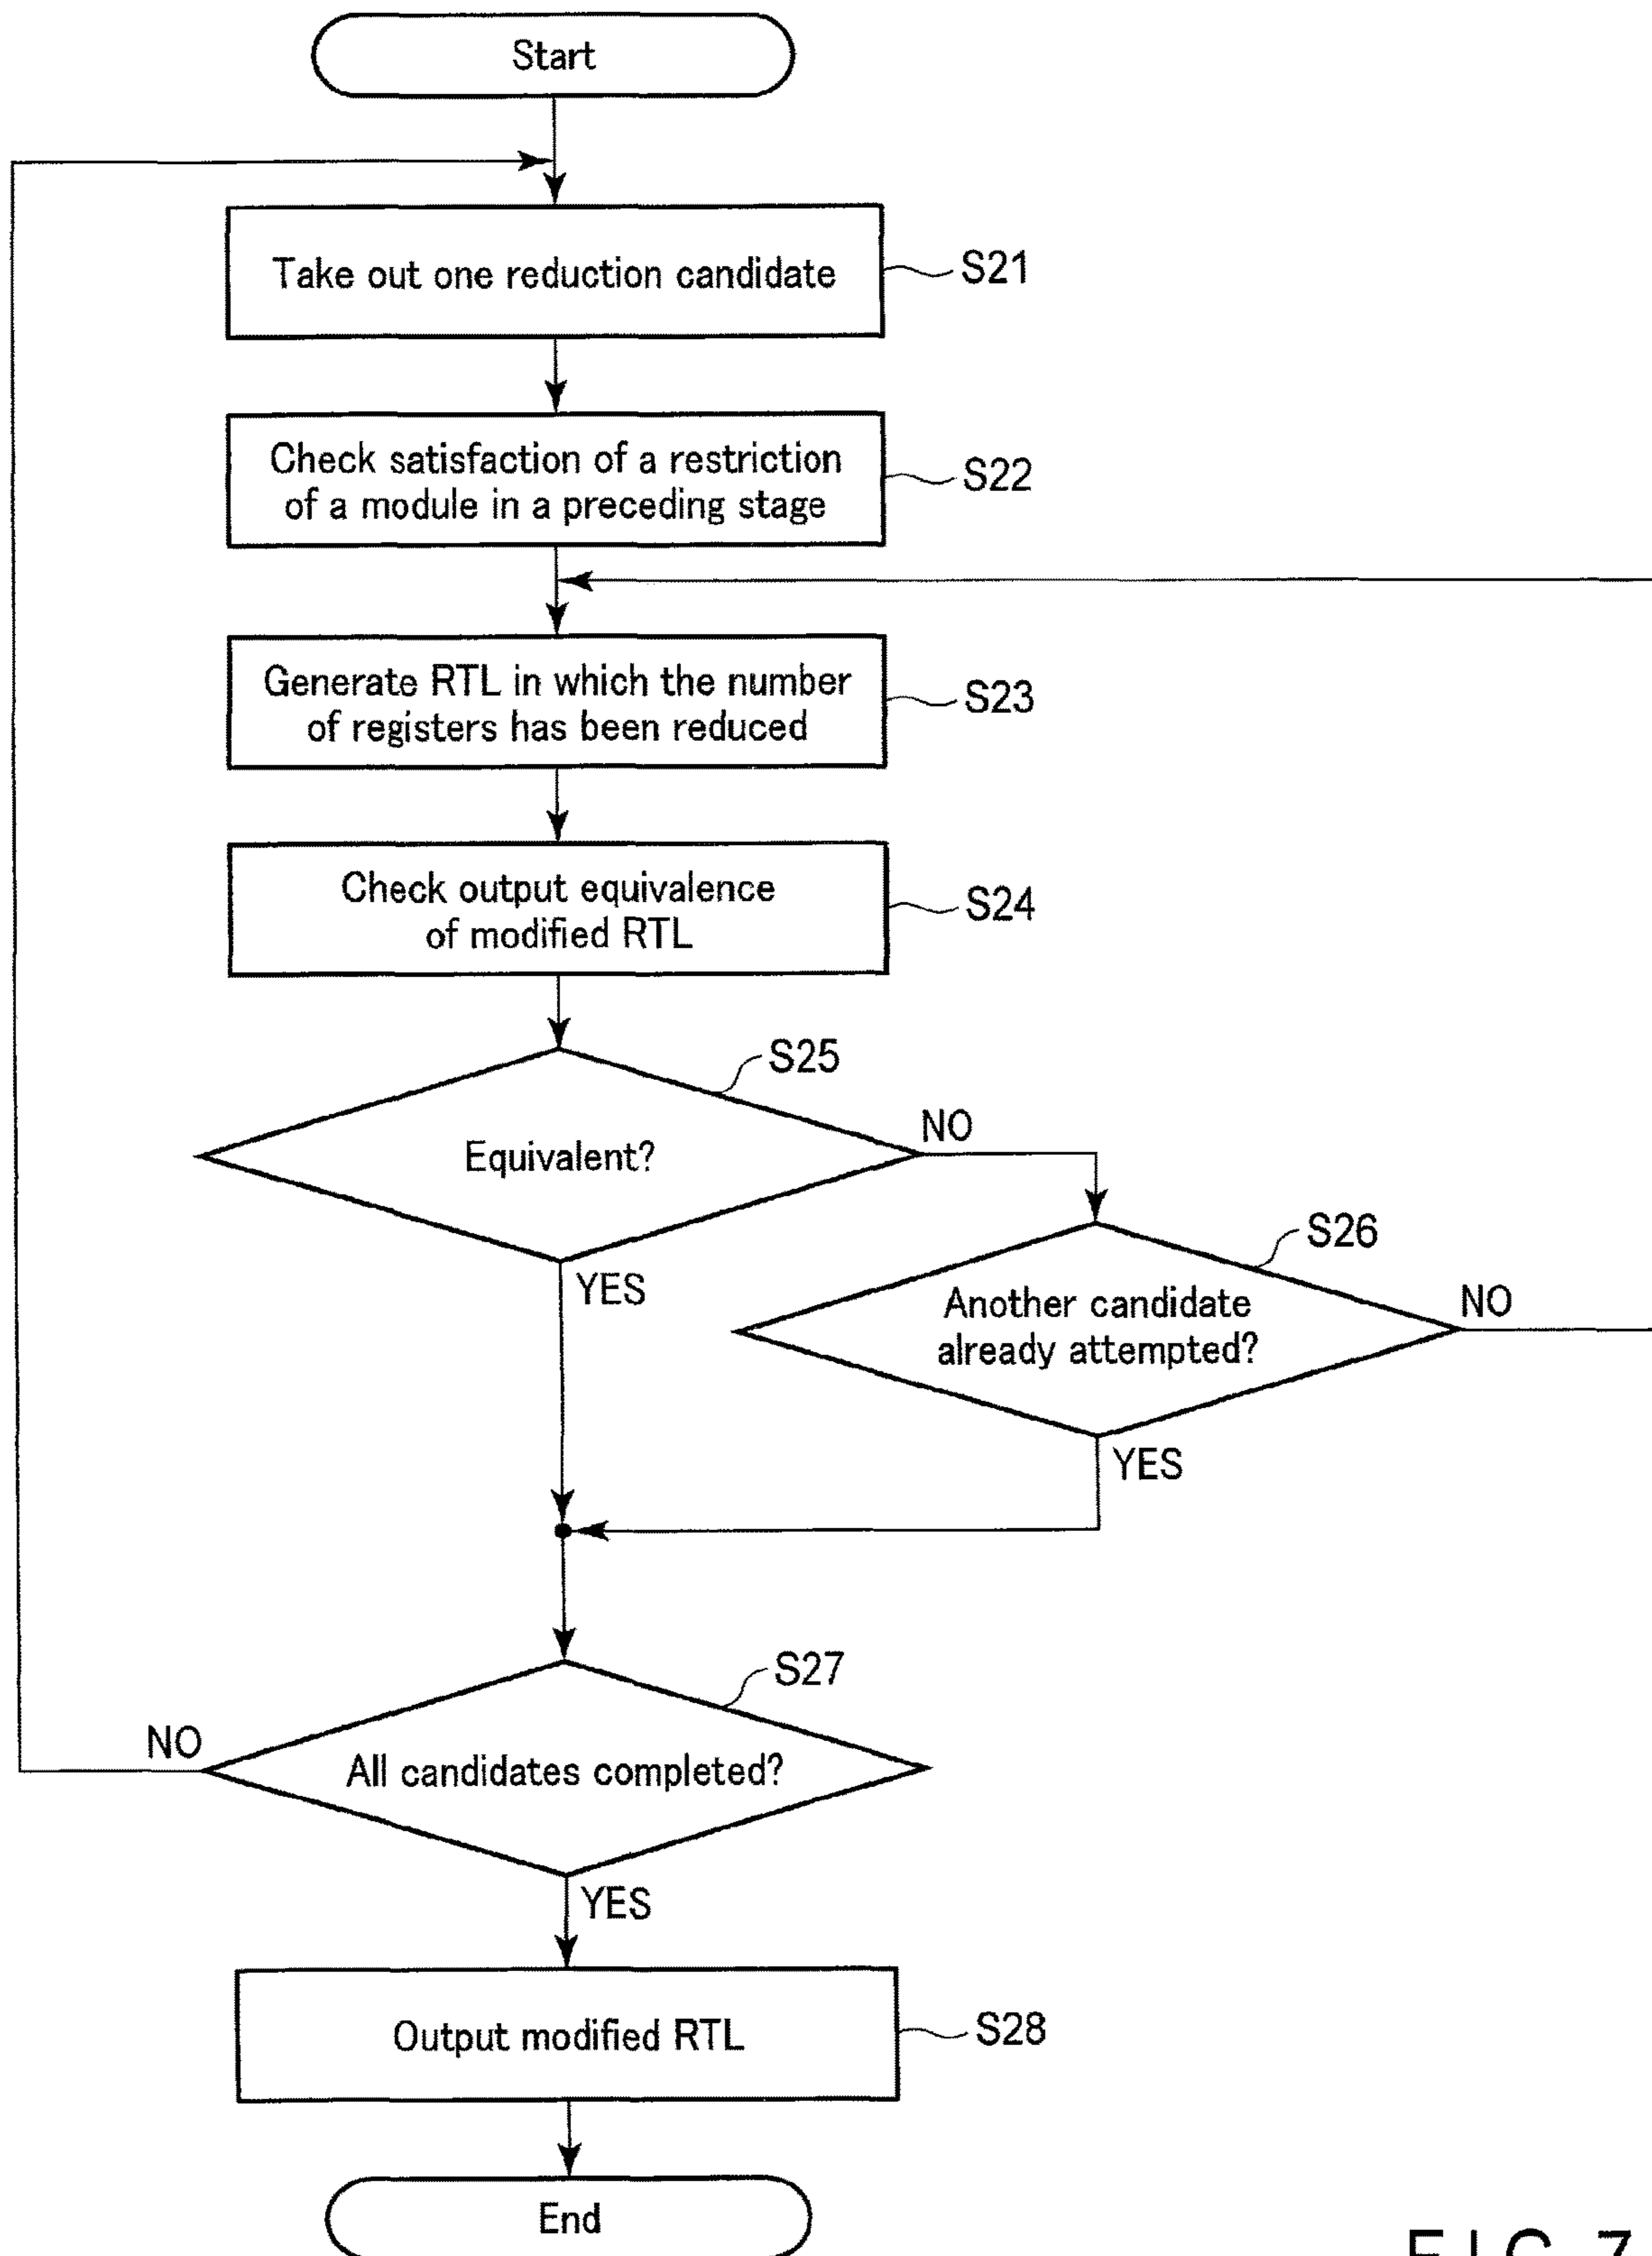 Start
Take out one reduction candidate
S21
Check satisfaction of a restriction
of a module in a preceding stage
S22
Generate RTL in which the number
of registers has been reduced
S23
Check output equivalence
of modified RTL
S24
S25
Equivalent?
NO
YES
S26
Another candidate
already attempted?
NO
YES
S27
All candidates completed?
NO
YES
Output modified RTL
S28
End
FIG. 7